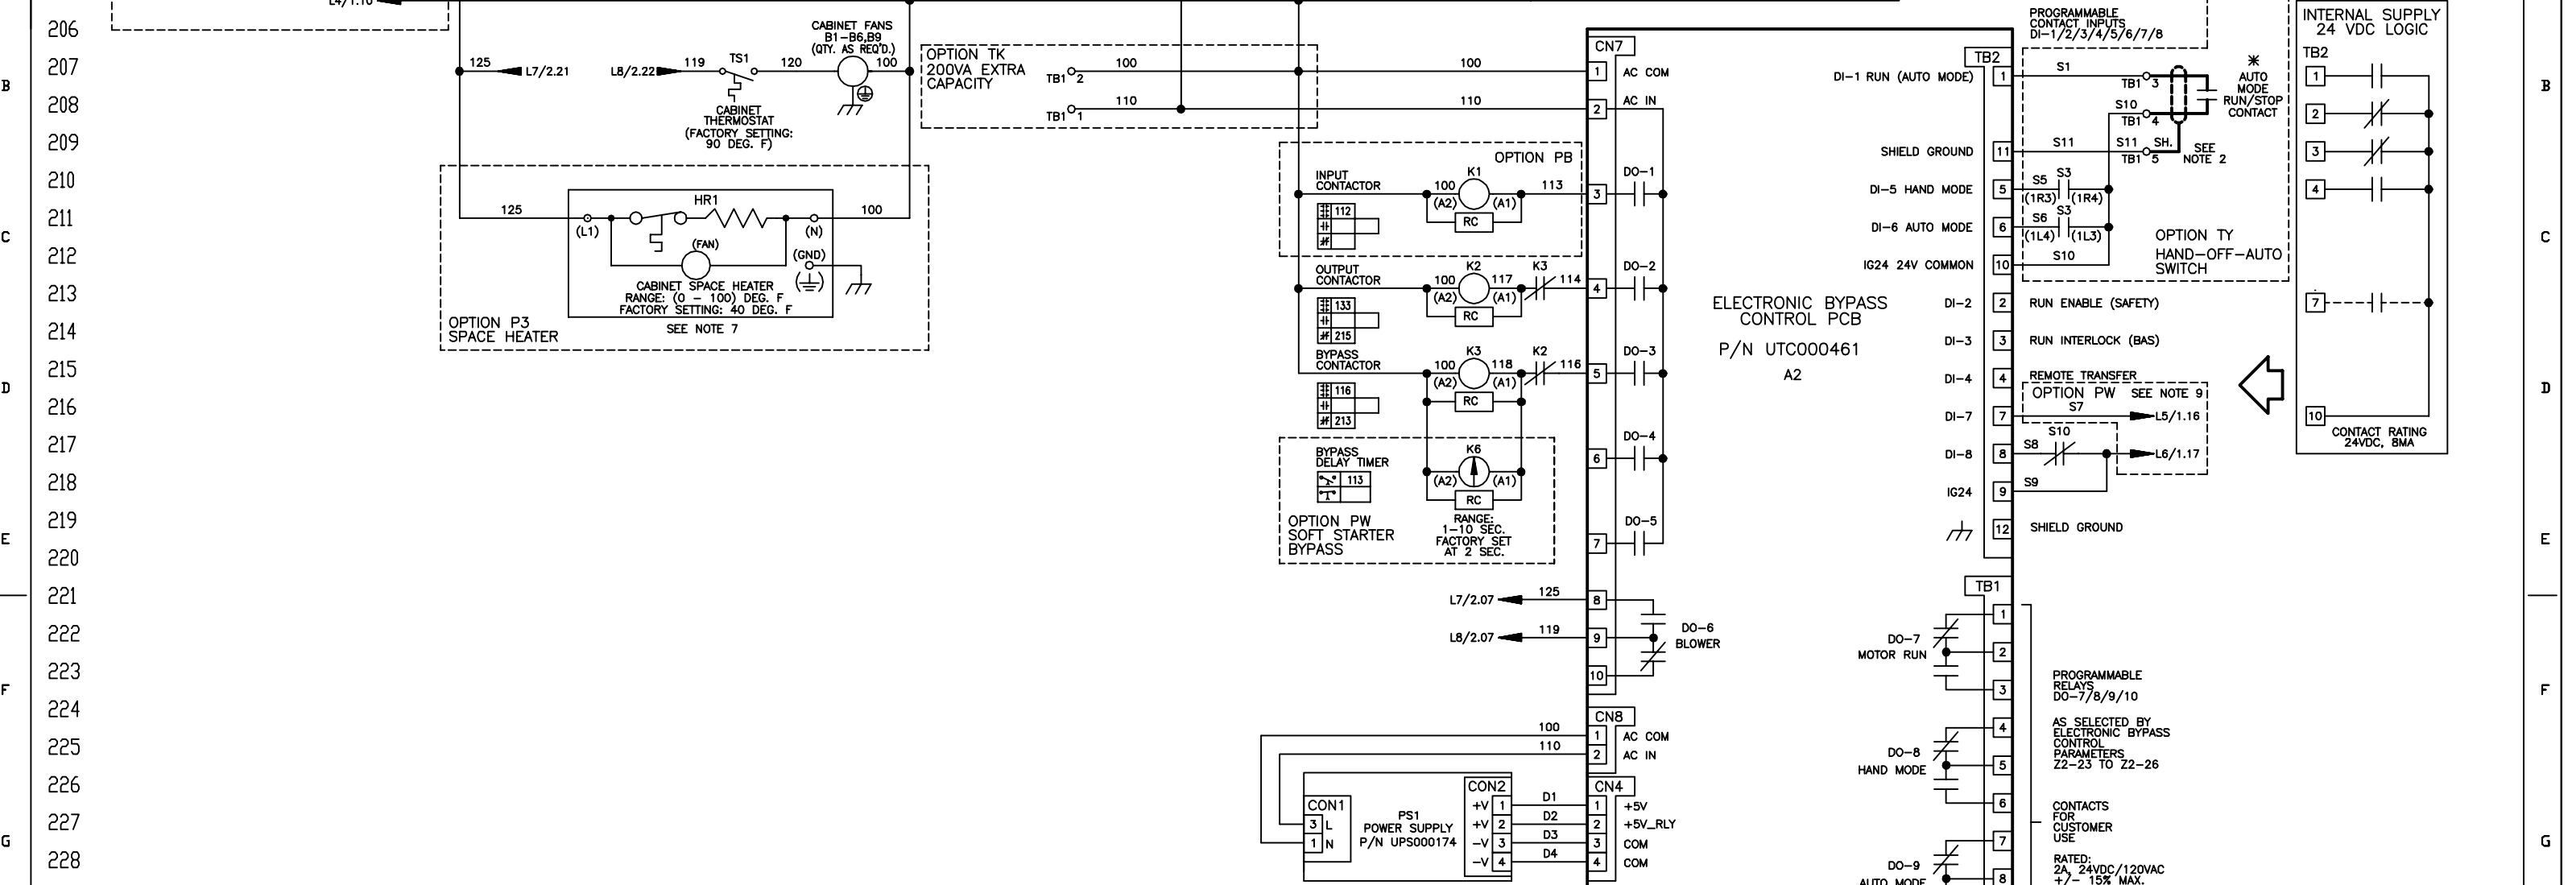 L4/1.10
206
207
208
209
210
211
212
213
214
215
216
217
218
219
220
221
222
223
224
225
226
227
228
B
C
D
E
F
G
125
L7/2.21
L8/2.22
119
TS1
120
CABINET FANS
B1-B6,B9
(QTY. AS REQ'D.)
100
CABINET
THERMOSTAT
(FACTORY SETTING:
90 DEG. F)
OPTION TK
200VA EXTRA
CAPACITY
TB1 2
100
100
TB1 1
110
110
125
(L1)
HR1
(N)
100
(FAN)
(GND)
CABINET SPACE HEATER
RANGE: (0 - 100) DEG. F
FACTORY SETTING: 40 DEG. F
SEE NOTE 7
OPTION P3
SPACE HEATER
OPTION PB
INPUT
CONTACTOR
112
K1
100
(A2)
(A1)
113
RC
OUTPUT
CONTACTOR
133
215
K2
100
117
(A2)
(A1)
K3
114
RC
BYPASS
CONTACTOR
116
213
K3
100
118
(A2)
(A1)
K2
116
RC
BYPASS
DELAY TIMER
113
K6
(A2)
(A1)
RC
OPTION PW
SOFT STARTER
BYPASS
RANGE:
1-10 SEC.
FACTORY SET
AT 2 SEC.
L7/2.07
125
L8/2.07
119
CN7
1 AC COM
2 AC IN
3 DO-1
4 DO-2
5 DO-3
6 DO-4
7 DO-5
8
9
10
DO-6
BLOWER
CN8
100
1 AC COM
110
2 AC IN
CN4
D1
1 +5V
D2
2 +5V_RLY
D3
3 COM
D4
4 COM
CON1
3 L
1 N
PS1
POWER SUPPLY
P/N UPS000174
CON2
+V 1
+V 2
-V 3
-V 4
ELECTRONIC BYPASS
CONTROL PCB
P/N UTC000461
A2
TB2
DI-1 RUN (AUTO MODE) 1
SHIELD GROUND 11
DI-5 HAND MODE 5
DI-6 AUTO MODE 6
IG24 24V COMMON 10
DI-2 2 RUN ENABLE (SAFETY)
DI-3 3 RUN INTERLOCK (BAS)
DI-4 4 REMOTE TRANSFER
DI-7 7
DI-8 8
IG24 9
12 SHIELD GROUND
PROGRAMMABLE
CONTACT INPUTS
DI-1/2/3/4/5/6/7/8
S1
TB1 3
S10
TB1 4
S11
S11 SH.
TB1 5
*
AUTO
MODE
RUN/STOP
CONTACT
SEE
NOTE 2
S5 S3
(1R3) (1R4)
S6 S3
(1L4) (1L3)
S10
OPTION TY
HAND-OFF-AUTO
SWITCH
OPTION PW SEE NOTE 9
S7
L5/1.16
S8
S10
L6/1.17
S9
TB1
1
2
3
4
5
6
7
8
DO-7
MOTOR RUN
DO-8
HAND MODE
DO-9
AUTO MODE
PROGRAMMABLE
RELAYS
DO-7/8/9/10
AS SELECTED BY
ELECTRONIC BYPASS
CONTROL
PARAMETERS
Z2-23 TO Z2-26
CONTACTS
FOR
CUSTOMER
USE
RATED:
2A, 24VDC/120VAC
+/- 15% MAX.
INTERNAL SUPPLY
24 VDC LOGIC
TB2
1
2
3
4
7
10
CONTACT RATING
24VDC, 8MA
B
C
D
E
F
G